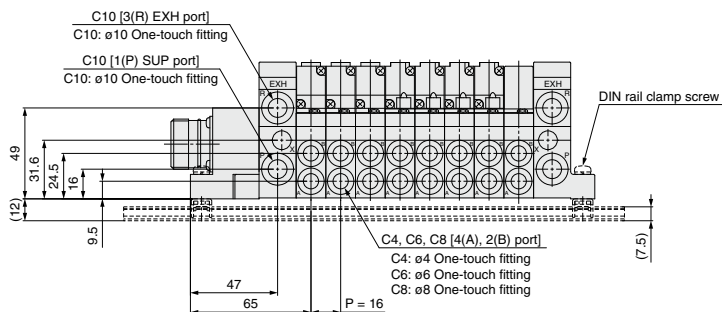 C10 [3(R) EXH port]
C10: ø10 One-touch fitting
C10 [1(P) SUP port]
C10: ø10 One-touch fitting
EXH
EXH
R
R
DIN rail clamp screw
X
X
P
P
B B B B B B B B
A A A A A A A A
49
31.6
24.5
16
(12)
9.5
(7.5)
C4, C6, C8 [4(A), 2(B) port]
C4: ø4 One-touch fitting
C6: ø6 One-touch fitting
C8: ø8 One-touch fitting
47
65
P = 16